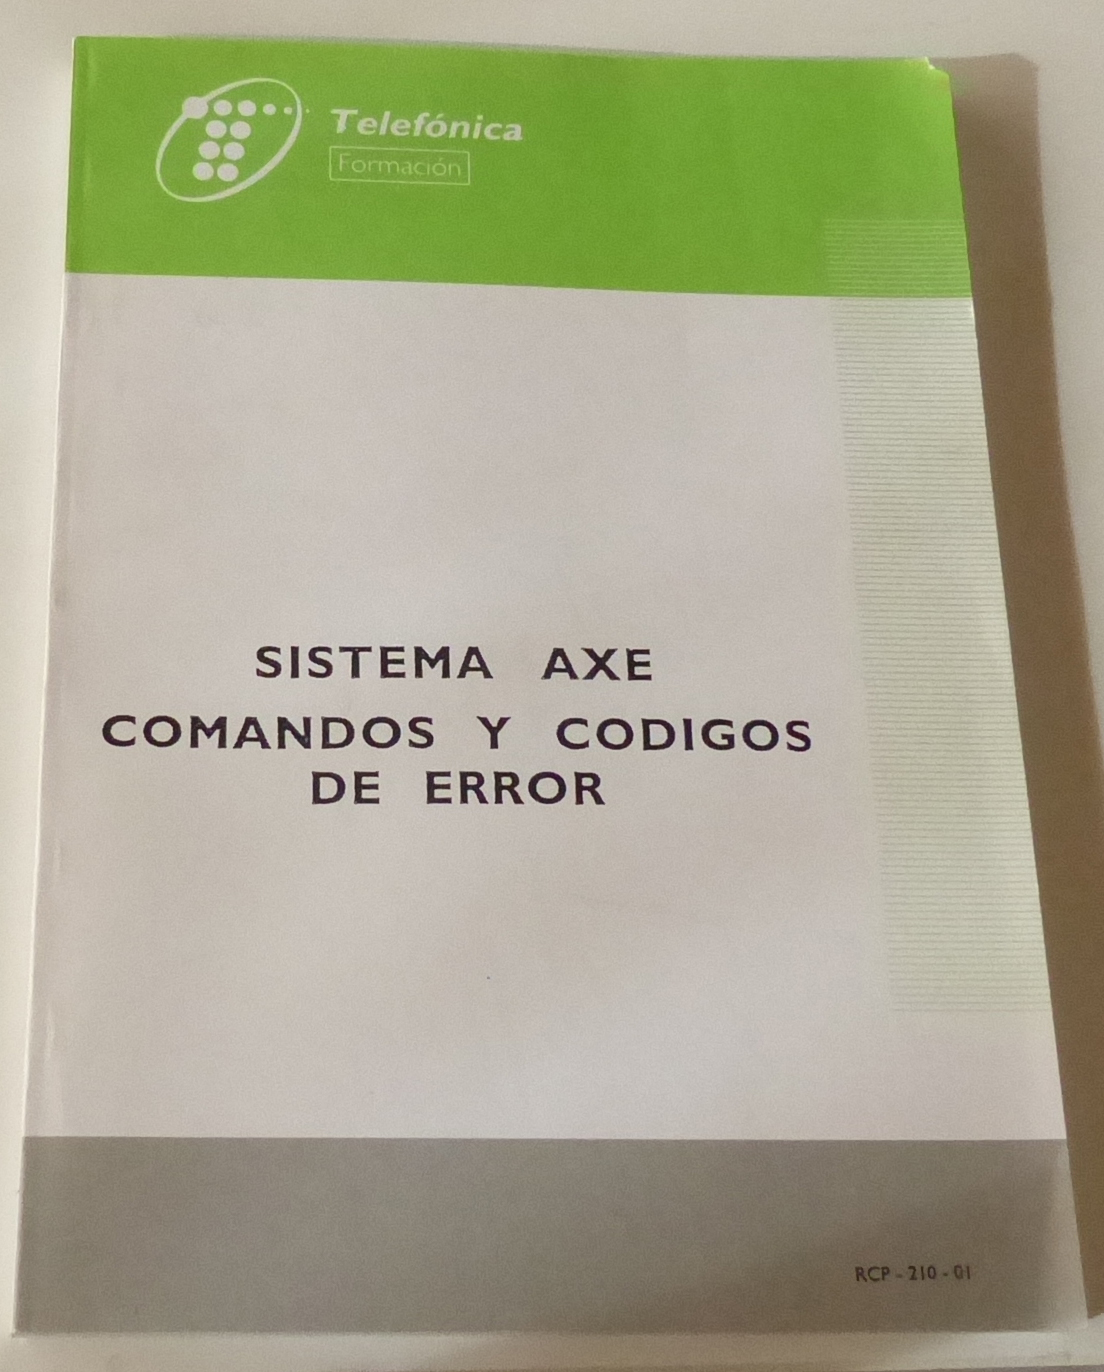 Telefónica
Formación
SISTEMA AXE
COMANDOS Y CODIGOS
DE ERROR
RCP - 210 - 01